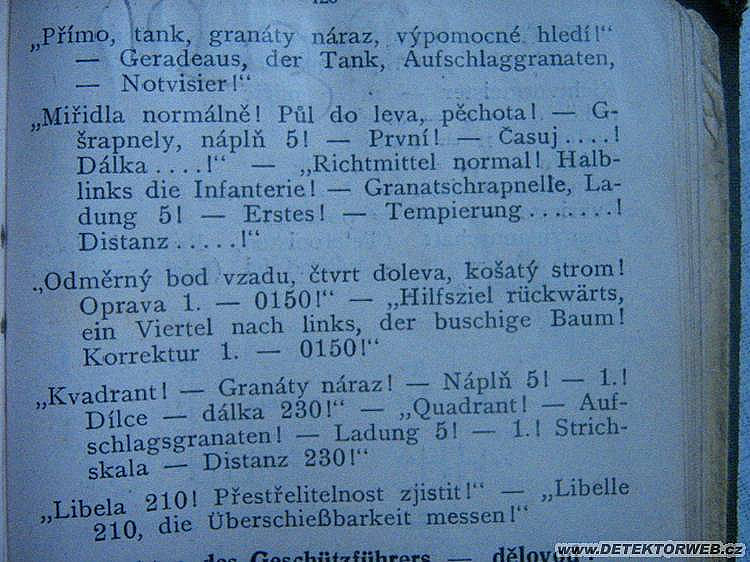 „Přímo, tank, granáty náraz, výpomocné hledí!“
— Geradeaus, der Tank, Aufschlaggranaten,
— Notvisier!“
„Miřidla normálně! Půl do leva, pěchota! — G-
šrapnely, náplň 5! — První! — Časuj....!
Dálka....!“ — „Richtmittel normal! Halb-
links die Infanterie! — Granatschrapnelle, La-
dung 5! — Erstes! — Tempierung.......!
Distanz.....!“
„Odměrný bod vzadu, čtvrt doleva, košatý strom!
Oprava 1. — 0150!“ — „Hilfsziel rückwärts,
ein Viertel nach links, der buschige Baum!
Korrektur 1. — 0150!“
„Kvadrant! — Granáty náraz! — Náplň 5! — 1.!
Dílce — dálka 230!“ — „Quadrant! — Auf-
schlagsgranaten! — Ladung 5! — 1.! Strich-
skala — Distanz 230!“
„Libela 210! Přestřelitelnost zjistit!“ — „Libelle
210, die Überschießbarkeit messen!“
des Geschützführers — dělovod
www.DETEKTORWEB.cz